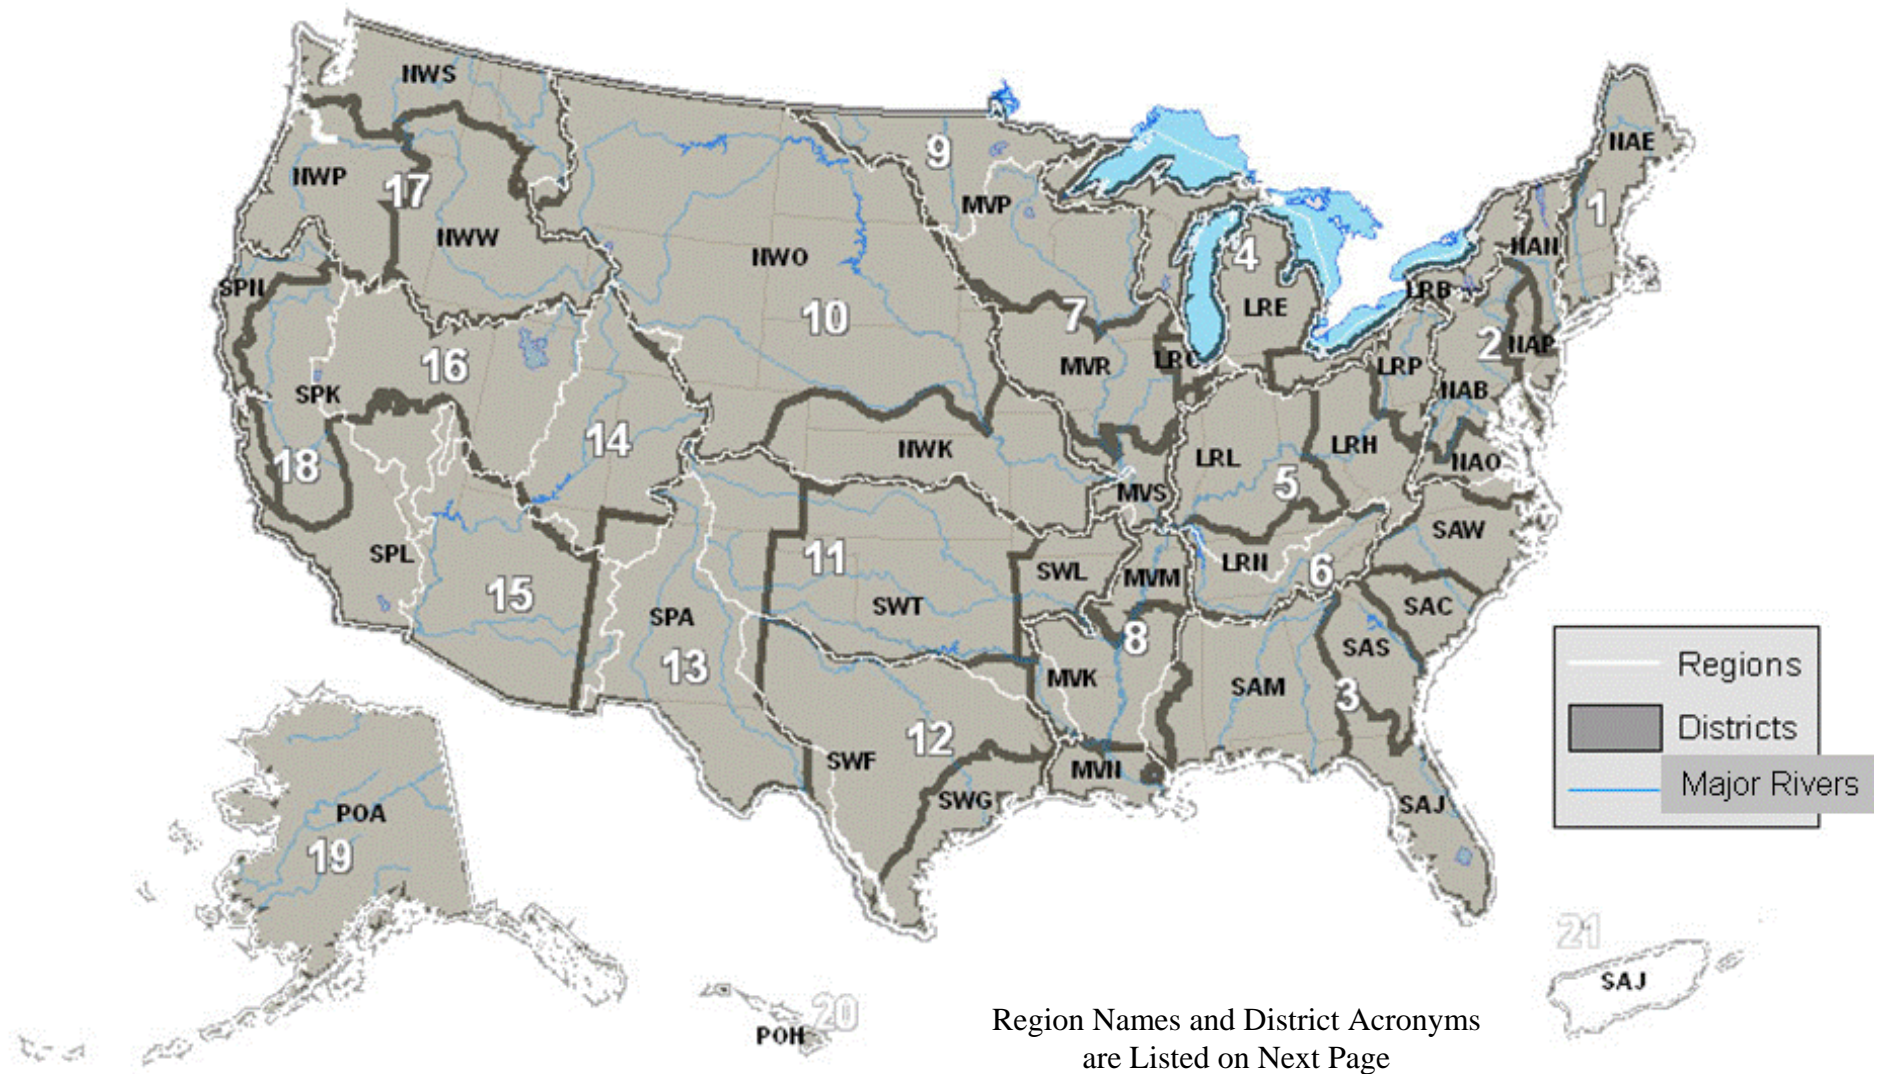 NWS
NAE
9
NWP
17
MVP
1
NWW
NAN
4
NWO
SPN
LRB
LRE
10
7
2
NAP
16
MVR
LRC
LRP
SPK
NAB
14
NWK
LRH
LRL
18
NAO
5
MVS
SAW
SPL
11
LRN
6
SWL
MVM
15
SWT
SAC
SPA
8
SAS
13
MVK
SAM
3
12
SWF
MVN
SWG
SAJ
Regions
Districts
Major Rivers
POA
19
21
SAJ
20
POH
Region Names and District Acronyms
are Listed on Next Page